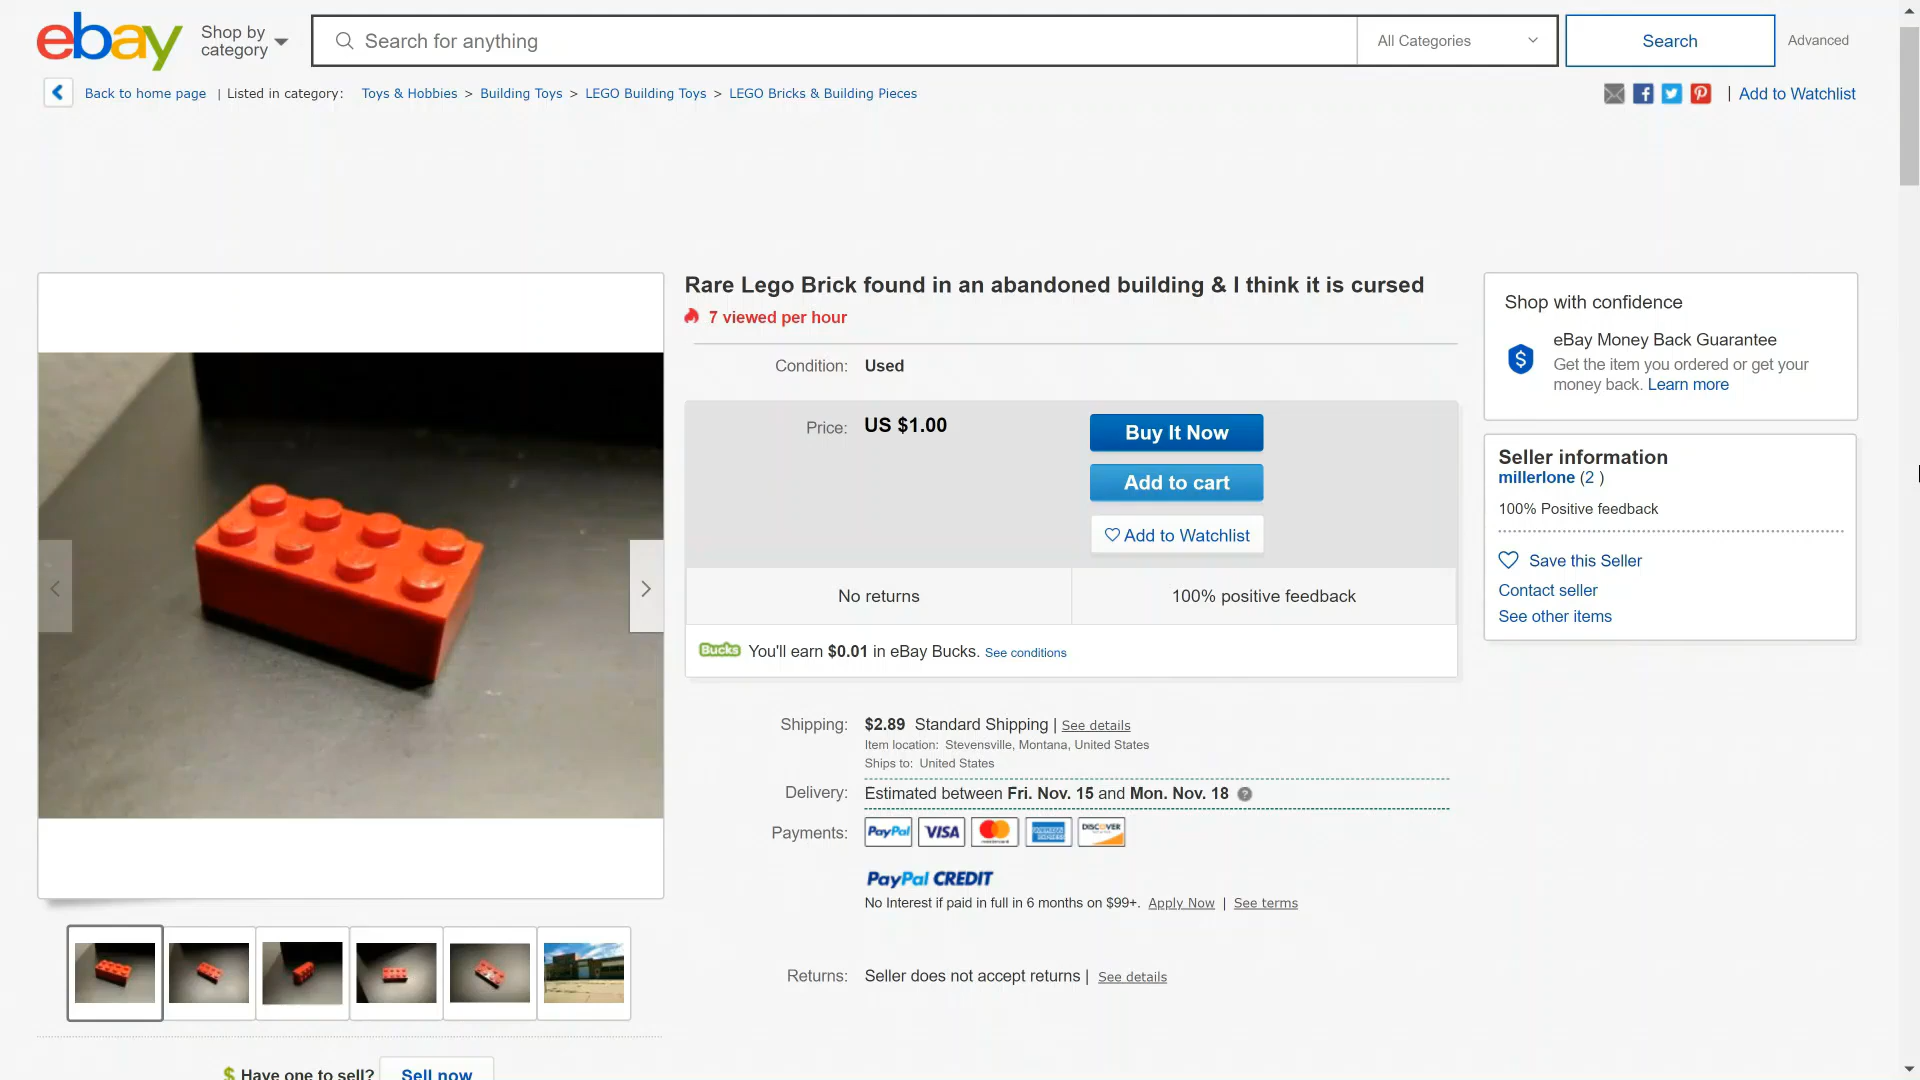 ebay
Shop by
category
Search for anything
All Categories
Search
Advanced
Back to home page | Listed in category: Toys & Hobbies > Building Toys > LEGO Building Toys > LEGO Bricks & Building Pieces
| Add to Watchlist
Rare Lego Brick found in an abandoned building & I think it is cursed
7 viewed per hour
Condition: Used
Price: US $1.00
Buy It Now
Add to cart
Add to Watchlist
No returns
100% positive feedback
Bucks You'll earn $0.01 in eBay Bucks. See conditions
Shipping: $2.89 Standard Shipping | See details
Item location: Stevensville, Montana, United States
Ships to: United States
Delivery: Estimated between Fri. Nov. 15 and Mon. Nov. 18 ?
Payments: PayPal VISA mastercard AMERICAN EXPRESS DISCOVER
PayPal CREDIT
No Interest if paid in full in 6 months on $99+. Apply Now | See terms
Returns: Seller does not accept returns | See details
Shop with confidence
eBay Money Back Guarantee
Get the item you ordered or get your
money back. Learn more
Seller information
millerlone (2 )
100% Positive feedback
Save this Seller
Contact seller
See other items
$ Have one to sell? Sell now